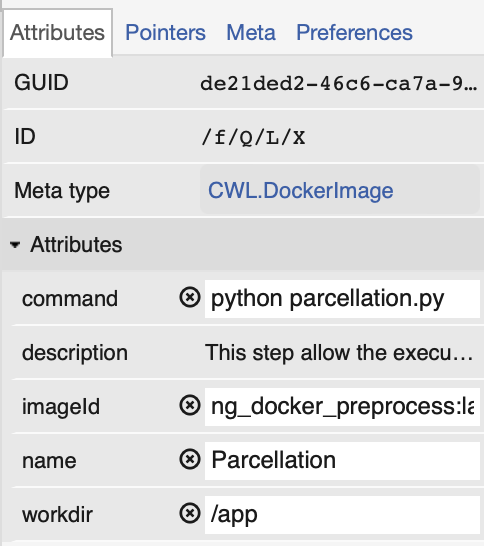 Attributes Pointers Meta Preferences
GUID de21ded2-46c6-ca7a-9...
ID /f/Q/L/X
Meta type CWL.DockerImage
Attributes
command python parcellation.py
description This step allow the execu...
imageId ng_docker_preprocess:la
name Parcellation
workdir /app